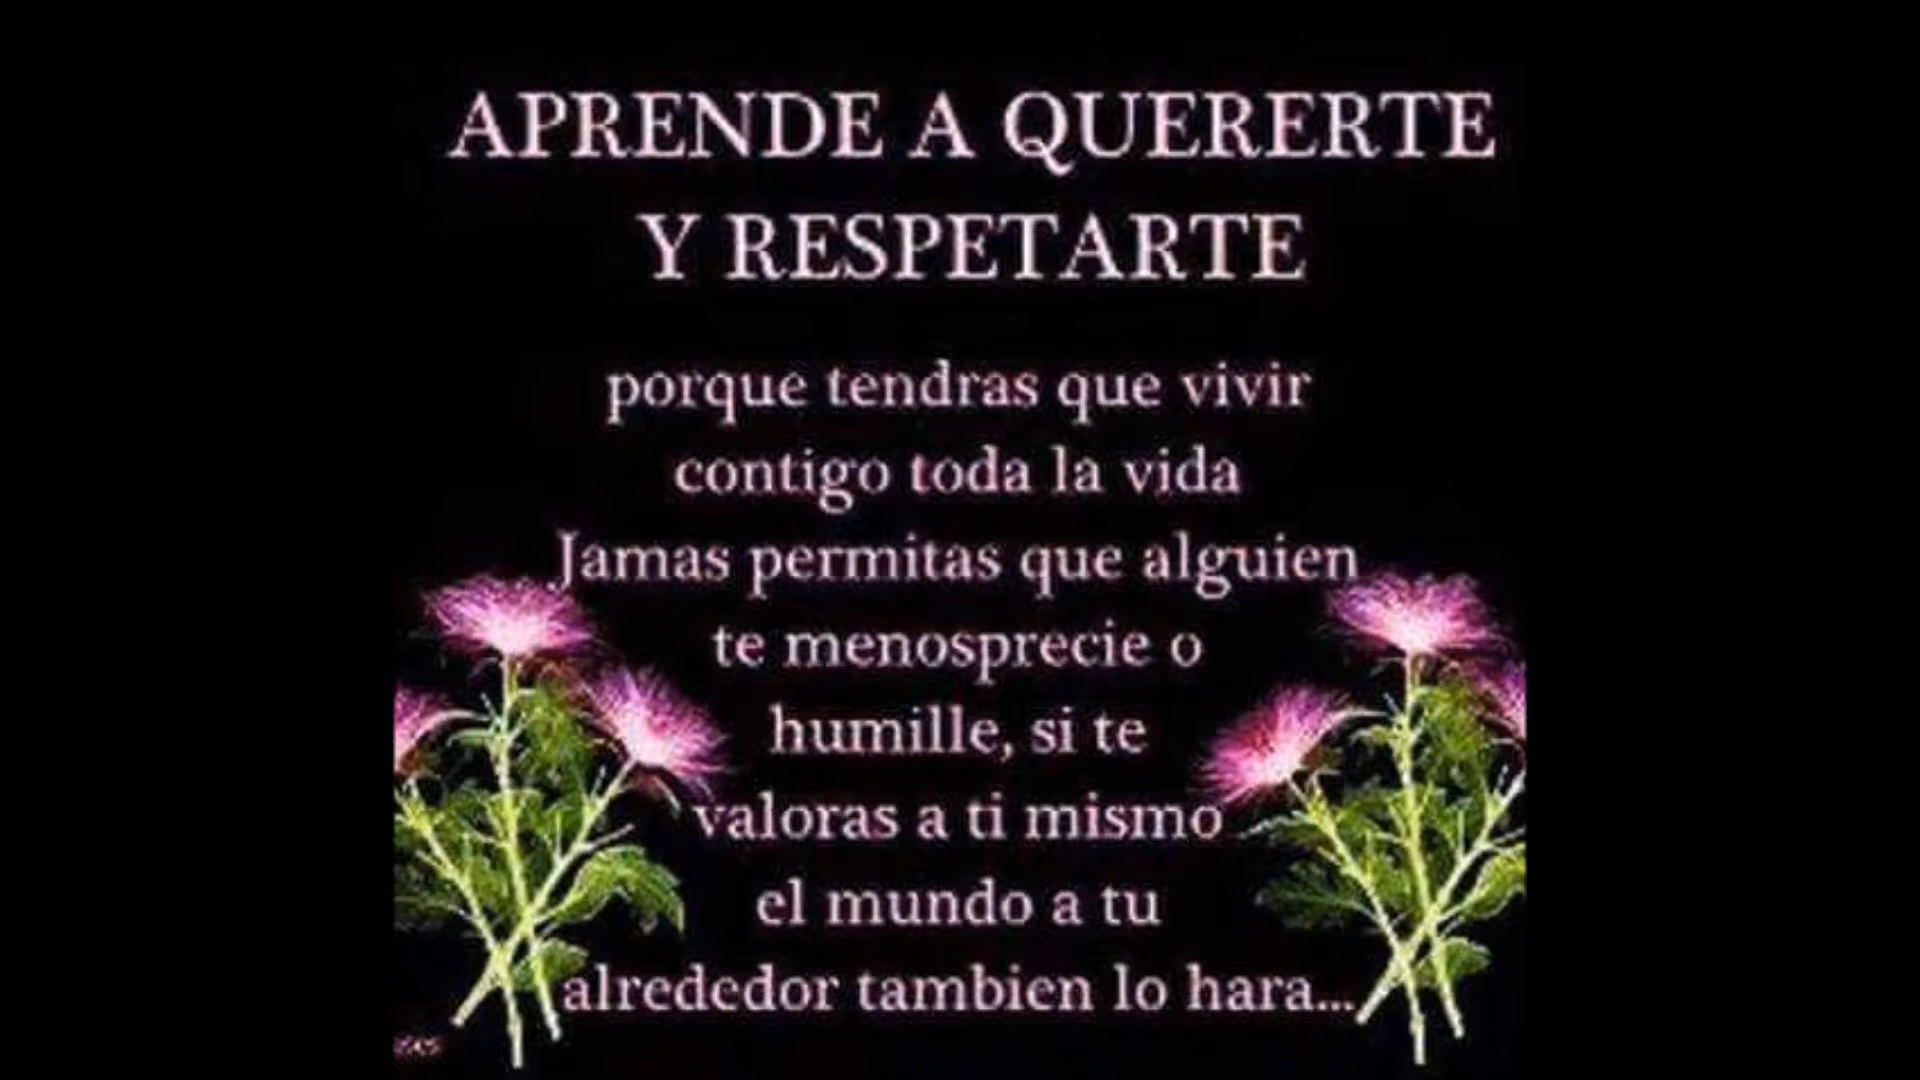 APRENDE A QUERERTE
Y RESPETARTE
porque tendras que vivir
contigo toda la vida
Jamas permitas que alguien
te menosprecie o
humille, si te
valoras a ti mismo
el mundo a tu
alrededor tambien lo hara...